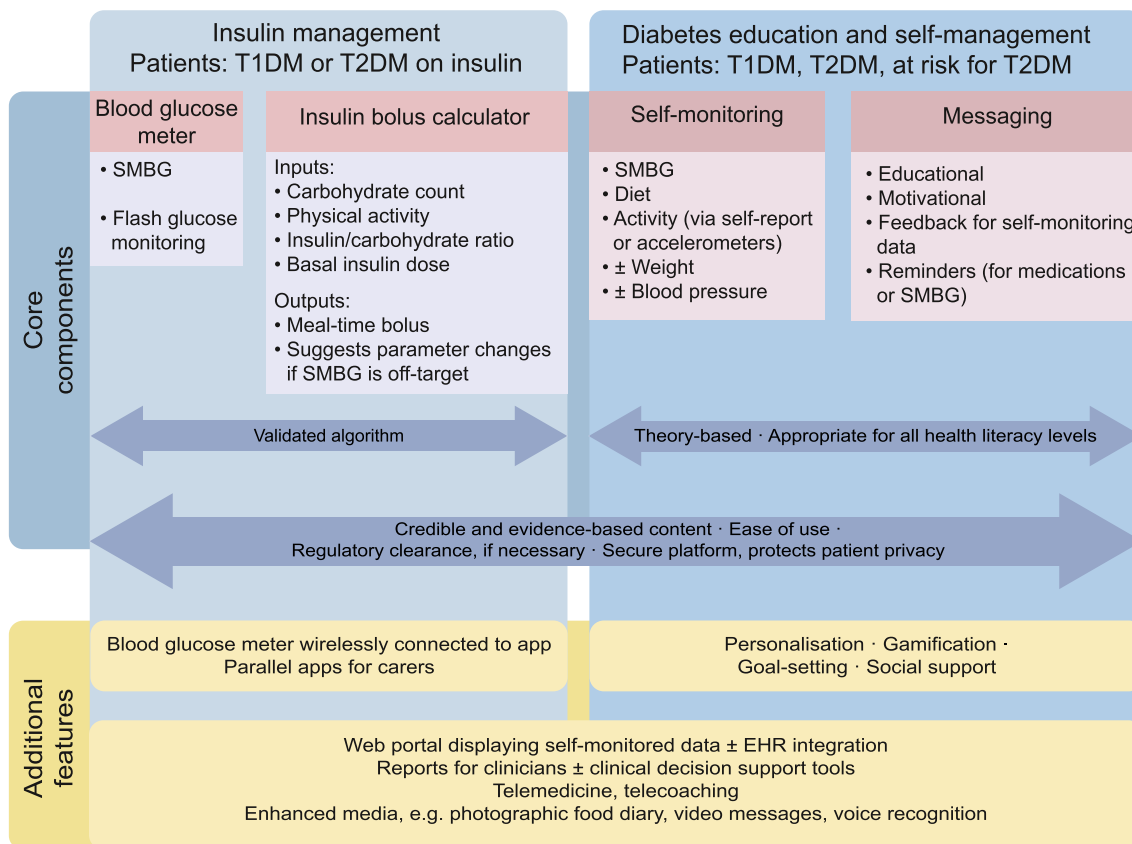 Insulin management
Patients: T1DM or T2DM on insulin
Diabetes education and self-management
Patients: T1DM, T2DM, at risk for T2DM
Core
components
Blood glucose
meter
• SMBG
• Flash glucose
monitoring
Insulin bolus calculator
Inputs:
• Carbohydrate count
• Physical activity
• Insulin/carbohydrate ratio
• Basal insulin dose
Outputs:
• Meal-time bolus
• Suggests parameter changes
if SMBG is off-target
Self-monitoring
• SMBG
• Diet
• Activity (via self-report
or accelerometers)
• ± Weight
• ± Blood pressure
Messaging
• Educational
• Motivational
• Feedback for self-monitoring
data
• Reminders (for medications
or SMBG)
Validated algorithm
Theory-based · Appropriate for all health literacy levels
Credible and evidence-based content · Ease of use ·
Regulatory clearance, if necessary · Secure platform, protects patient privacy
Additional
features
Blood glucose meter wirelessly connected to app
Parallel apps for carers
Personalisation · Gamification ·
Goal-setting · Social support
Web portal displaying self-monitored data ± EHR integration
Reports for clinicians ± clinical decision support tools
Telemedicine, telecoaching
Enhanced media, e.g. photographic food diary, video messages, voice recognition